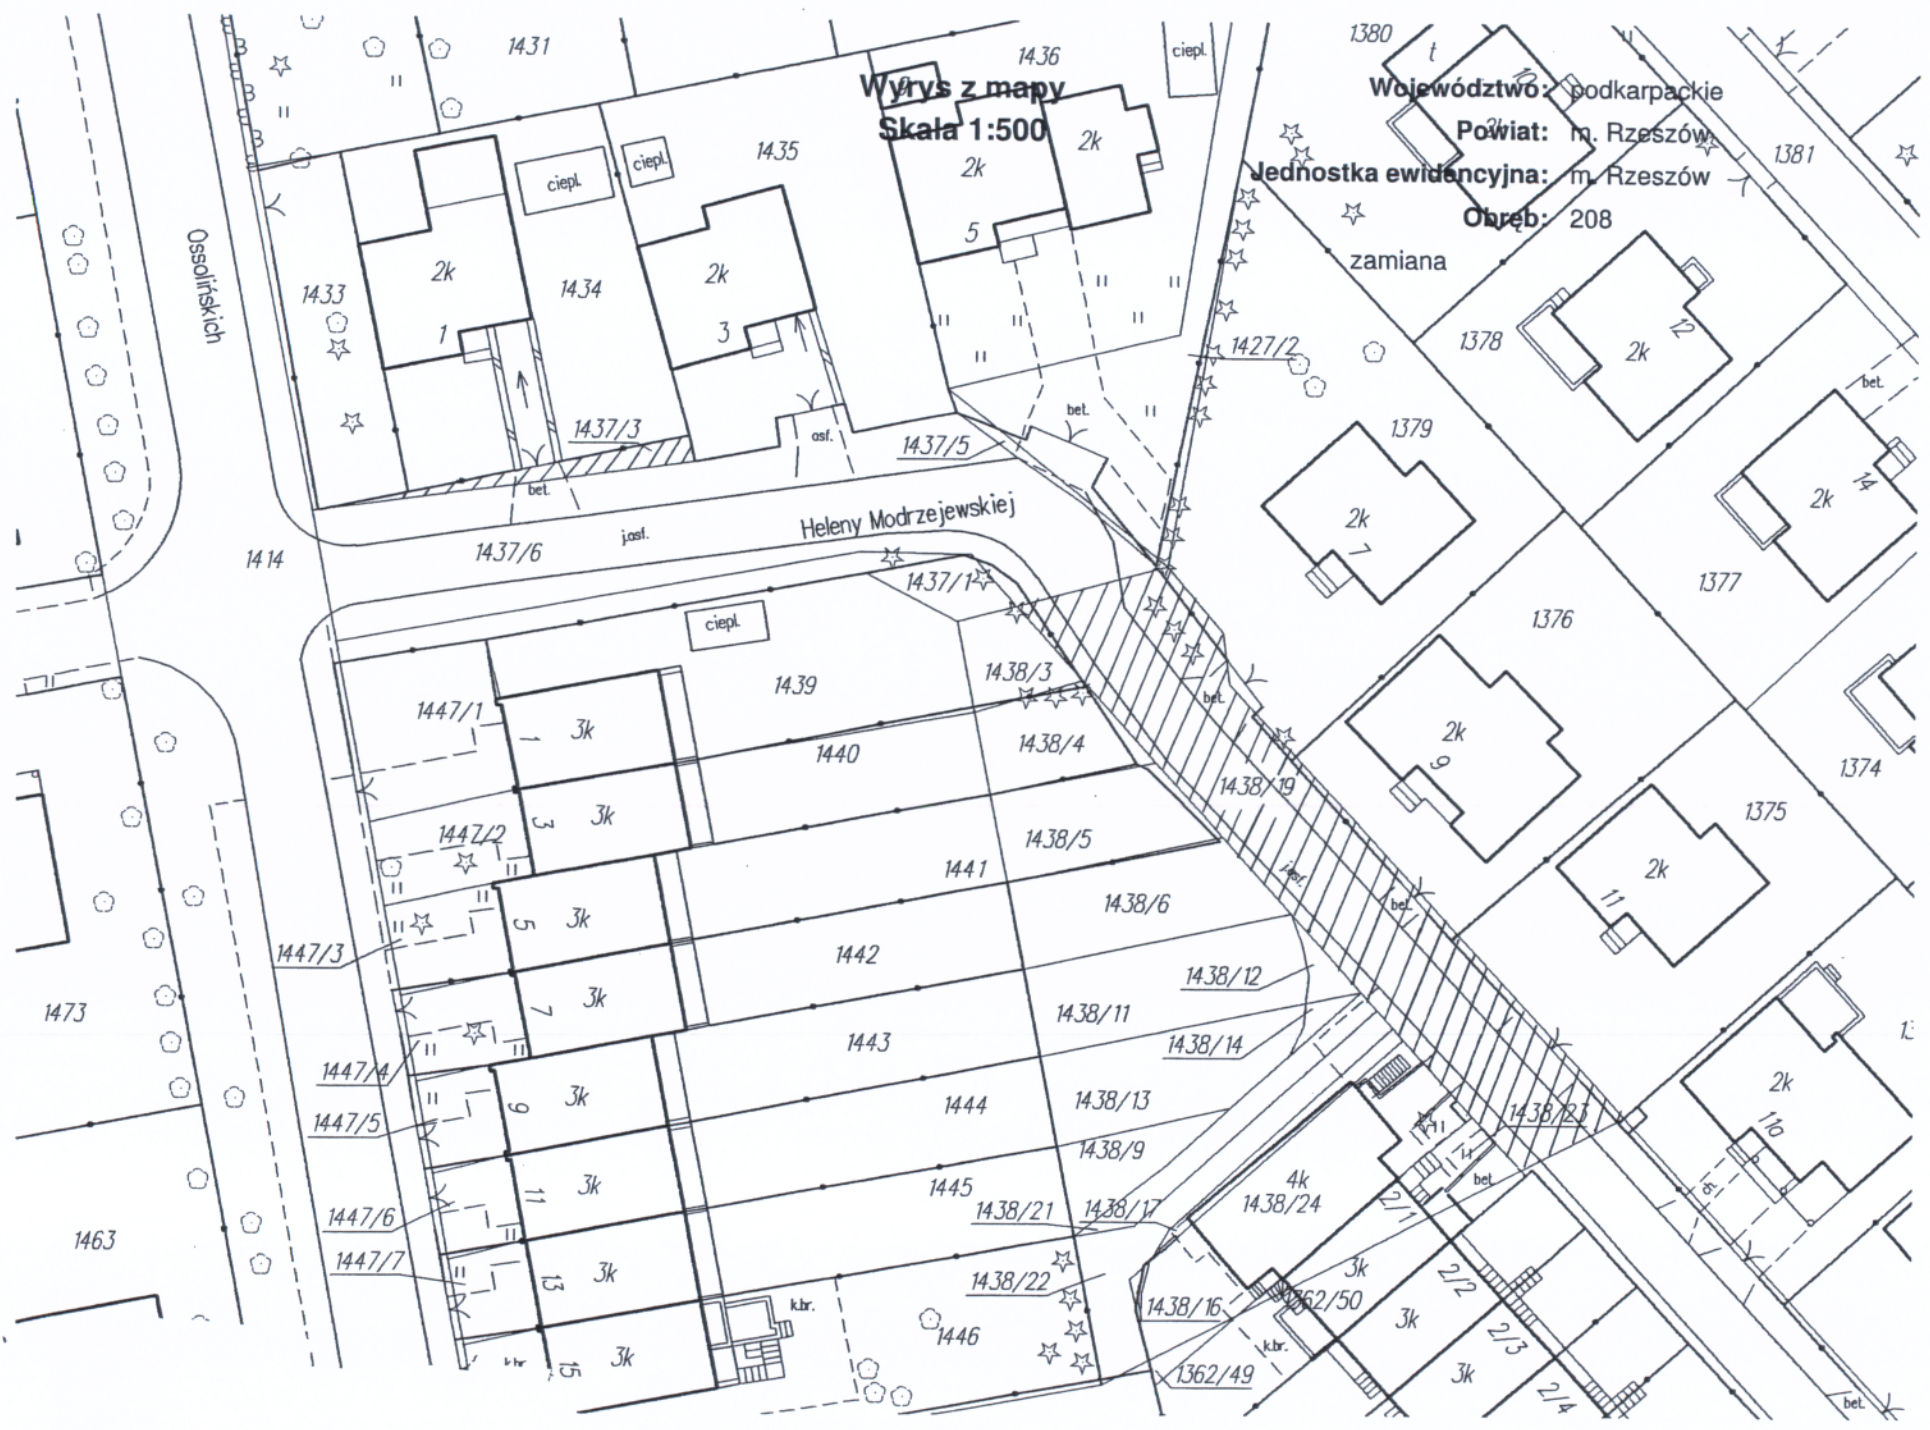 Wyrys z mapy
Skala 1:500
Województwo: podkarpackie
Powiat: m. Rzeszów
Jednostka ewidencyjna: m. Rzeszów
Obręb: 208
zamiana
1431
1436
ciepl.
1380
t
10
1381
ciepl.
ciepl.
1435
2k
2k
2k
Ossolińskich
1433
2k
1
1434
2k
3
5
1427/2
1378
2k
12
bet.
1437/3
asf.
1437/5
bet.
1379
2k
14
bet.
2k
7
1414
1437/6
j.asf.
Heleny Modrzejewskiej
1437/1
1377
1376
ciepl.
1439
1438/3
bet.
1447/1
3k
1
1440
1438/4
1438/19
2k
9
1374
1375
1447/2
3k
3
1441
1438/5
j.asf.
2k
11
1438/6
bet.
1447/3
3k
5
1442
1438/12
1473
3k
7
1443
1438/11
1438/14
1447/4
1447/5
3k
9
1444
1438/13
1438/23
2k
11a
1438/9
bet.
1447/6
3k
11
1445
1438/21
1438/17
4k
1438/24
2/1
1463
1447/7
3k
13
1438/22
3k
2/2
k.br.
1446
1438/16
1362/50
3k
2/3
k.br.
3k
15
1362/49
3k
2/4
bet.